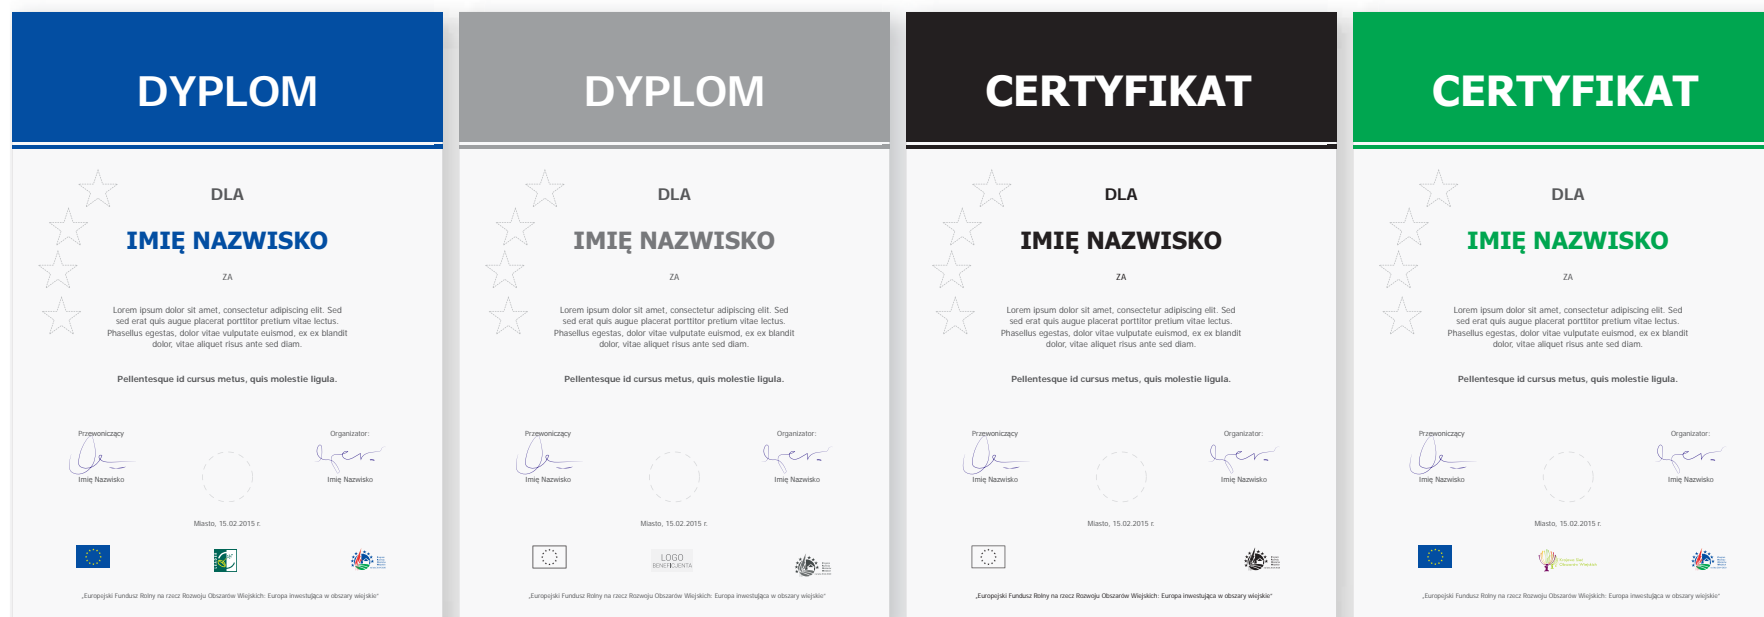 DYPLOM
DLA
IMIĘ NAZWISKO
ZA
Lorem ipsum dolor sit amet, consectetur adipiscing elit. Sed
sed erat quis augue placerat porttitor pretium vitae lectus.
Phasellus egestas, dolor vitae vulputate euismod, ex ex blandit
dolor, vitae aliquet risus ante sed diam.
Pellentesque id cursus metus, quis molestie ligula.
Przewoniczący
Organizator:
Imię Nazwisko
Imię Nazwisko
Miasto, 15.02.2015 r.
„Europejski Fundusz Rolny na rzecz Rozwoju Obszarów Wiejskich: Europa inwestująca w obszary wiejskie"
DYPLOM
DLA
IMIĘ NAZWISKO
ZA
Lorem ipsum dolor sit amet, consectetur adipiscing elit. Sed
sed erat quis augue placerat porttitor pretium vitae lectus.
Phasellus egestas, dolor vitae vulputate euismod, ex ex blandit
dolor, vitae aliquet risus ante sed diam.
Pellentesque id cursus metus, quis molestie ligula.
Przewoniczący
Organizator:
Imię Nazwisko
Imię Nazwisko
Miasto, 15.02.2015 r.
LOGO
BENEFICJENTA
„Europejski Fundusz Rolny na rzecz Rozwoju Obszarów Wiejskich: Europa inwestująca w obszary wiejskie"
CERTYFIKAT
DLA
IMIĘ NAZWISKO
ZA
Lorem ipsum dolor sit amet, consectetur adipiscing elit. Sed
sed erat quis augue placerat porttitor pretium vitae lectus.
Phasellus egestas, dolor vitae vulputate euismod, ex ex blandit
dolor, vitae aliquet risus ante sed diam.
Pellentesque id cursus metus, quis molestie ligula.
Przewoniczący
Organizator:
Imię Nazwisko
Imię Nazwisko
Miasto, 15.02.2015 r.
„Europejski Fundusz Rolny na rzecz Rozwoju Obszarów Wiejskich: Europa inwestująca w obszary wiejskie"
CERTYFIKAT
DLA
IMIĘ NAZWISKO
ZA
Lorem ipsum dolor sit amet, consectetur adipiscing elit. Sed
sed erat quis augue placerat porttitor pretium vitae lectus.
Phasellus egestas, dolor vitae vulputate euismod, ex ex blandit
dolor, vitae aliquet risus ante sed diam.
Pellentesque id cursus metus, quis molestie ligula.
Przewoniczący
Organizator:
Imię Nazwisko
Imię Nazwisko
Miasto, 15.02.2015 r.
„Europejski Fundusz Rolny na rzecz Rozwoju Obszarów Wiejskich: Europa inwestująca w obszary wiejskie"